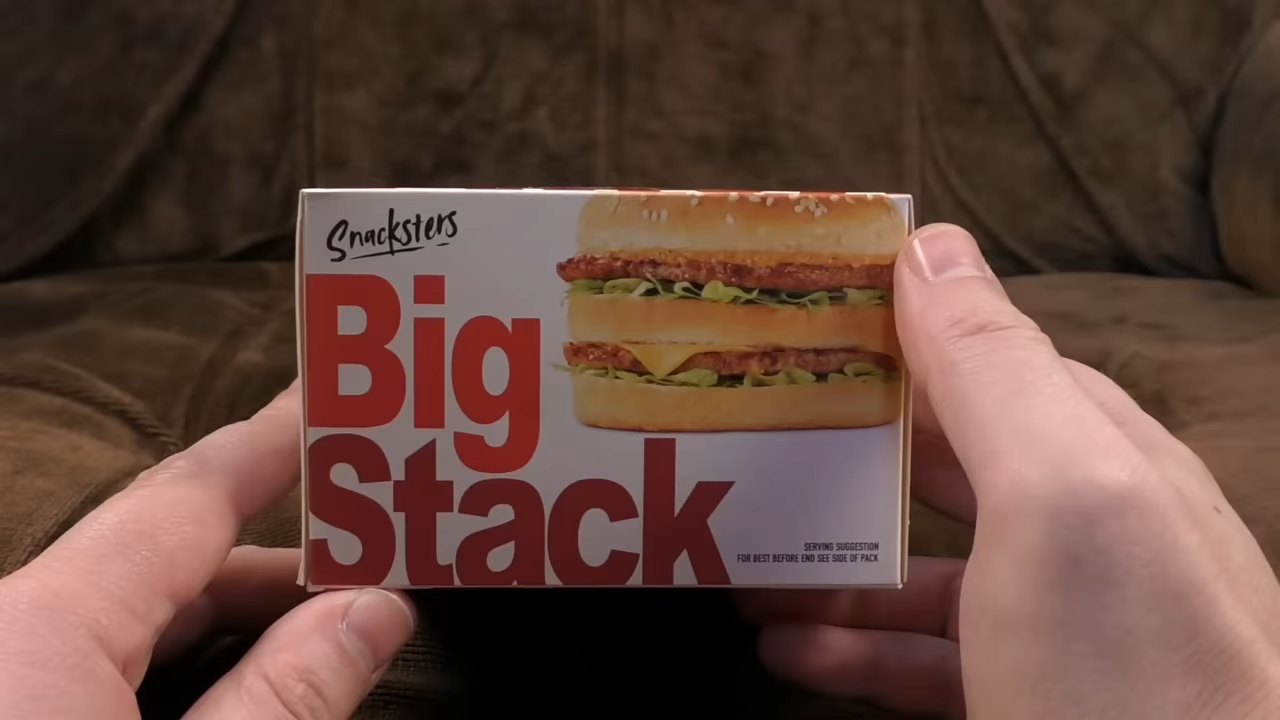 Snacksters
Big
Stack
SERVING SUGGESTION
FOR BEST BEFORE END SEE SIDE OF PACK